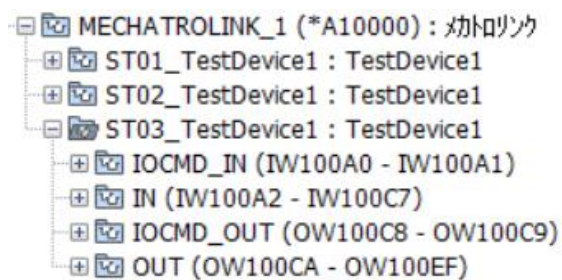 MECHATROLINK_1 (*A10000) : メカトロリンク
ST01_TestDevice1 : TestDevice1
ST02_TestDevice1 : TestDevice1
ST03_TestDevice1 : TestDevice1
IOCMD_IN (IW100A0 - IW100A1)
IN (IW100A2 - IW100C7)
IOCMD_OUT (OW100C8 - OW100C9)
OUT (OW100CA - OW100EF)